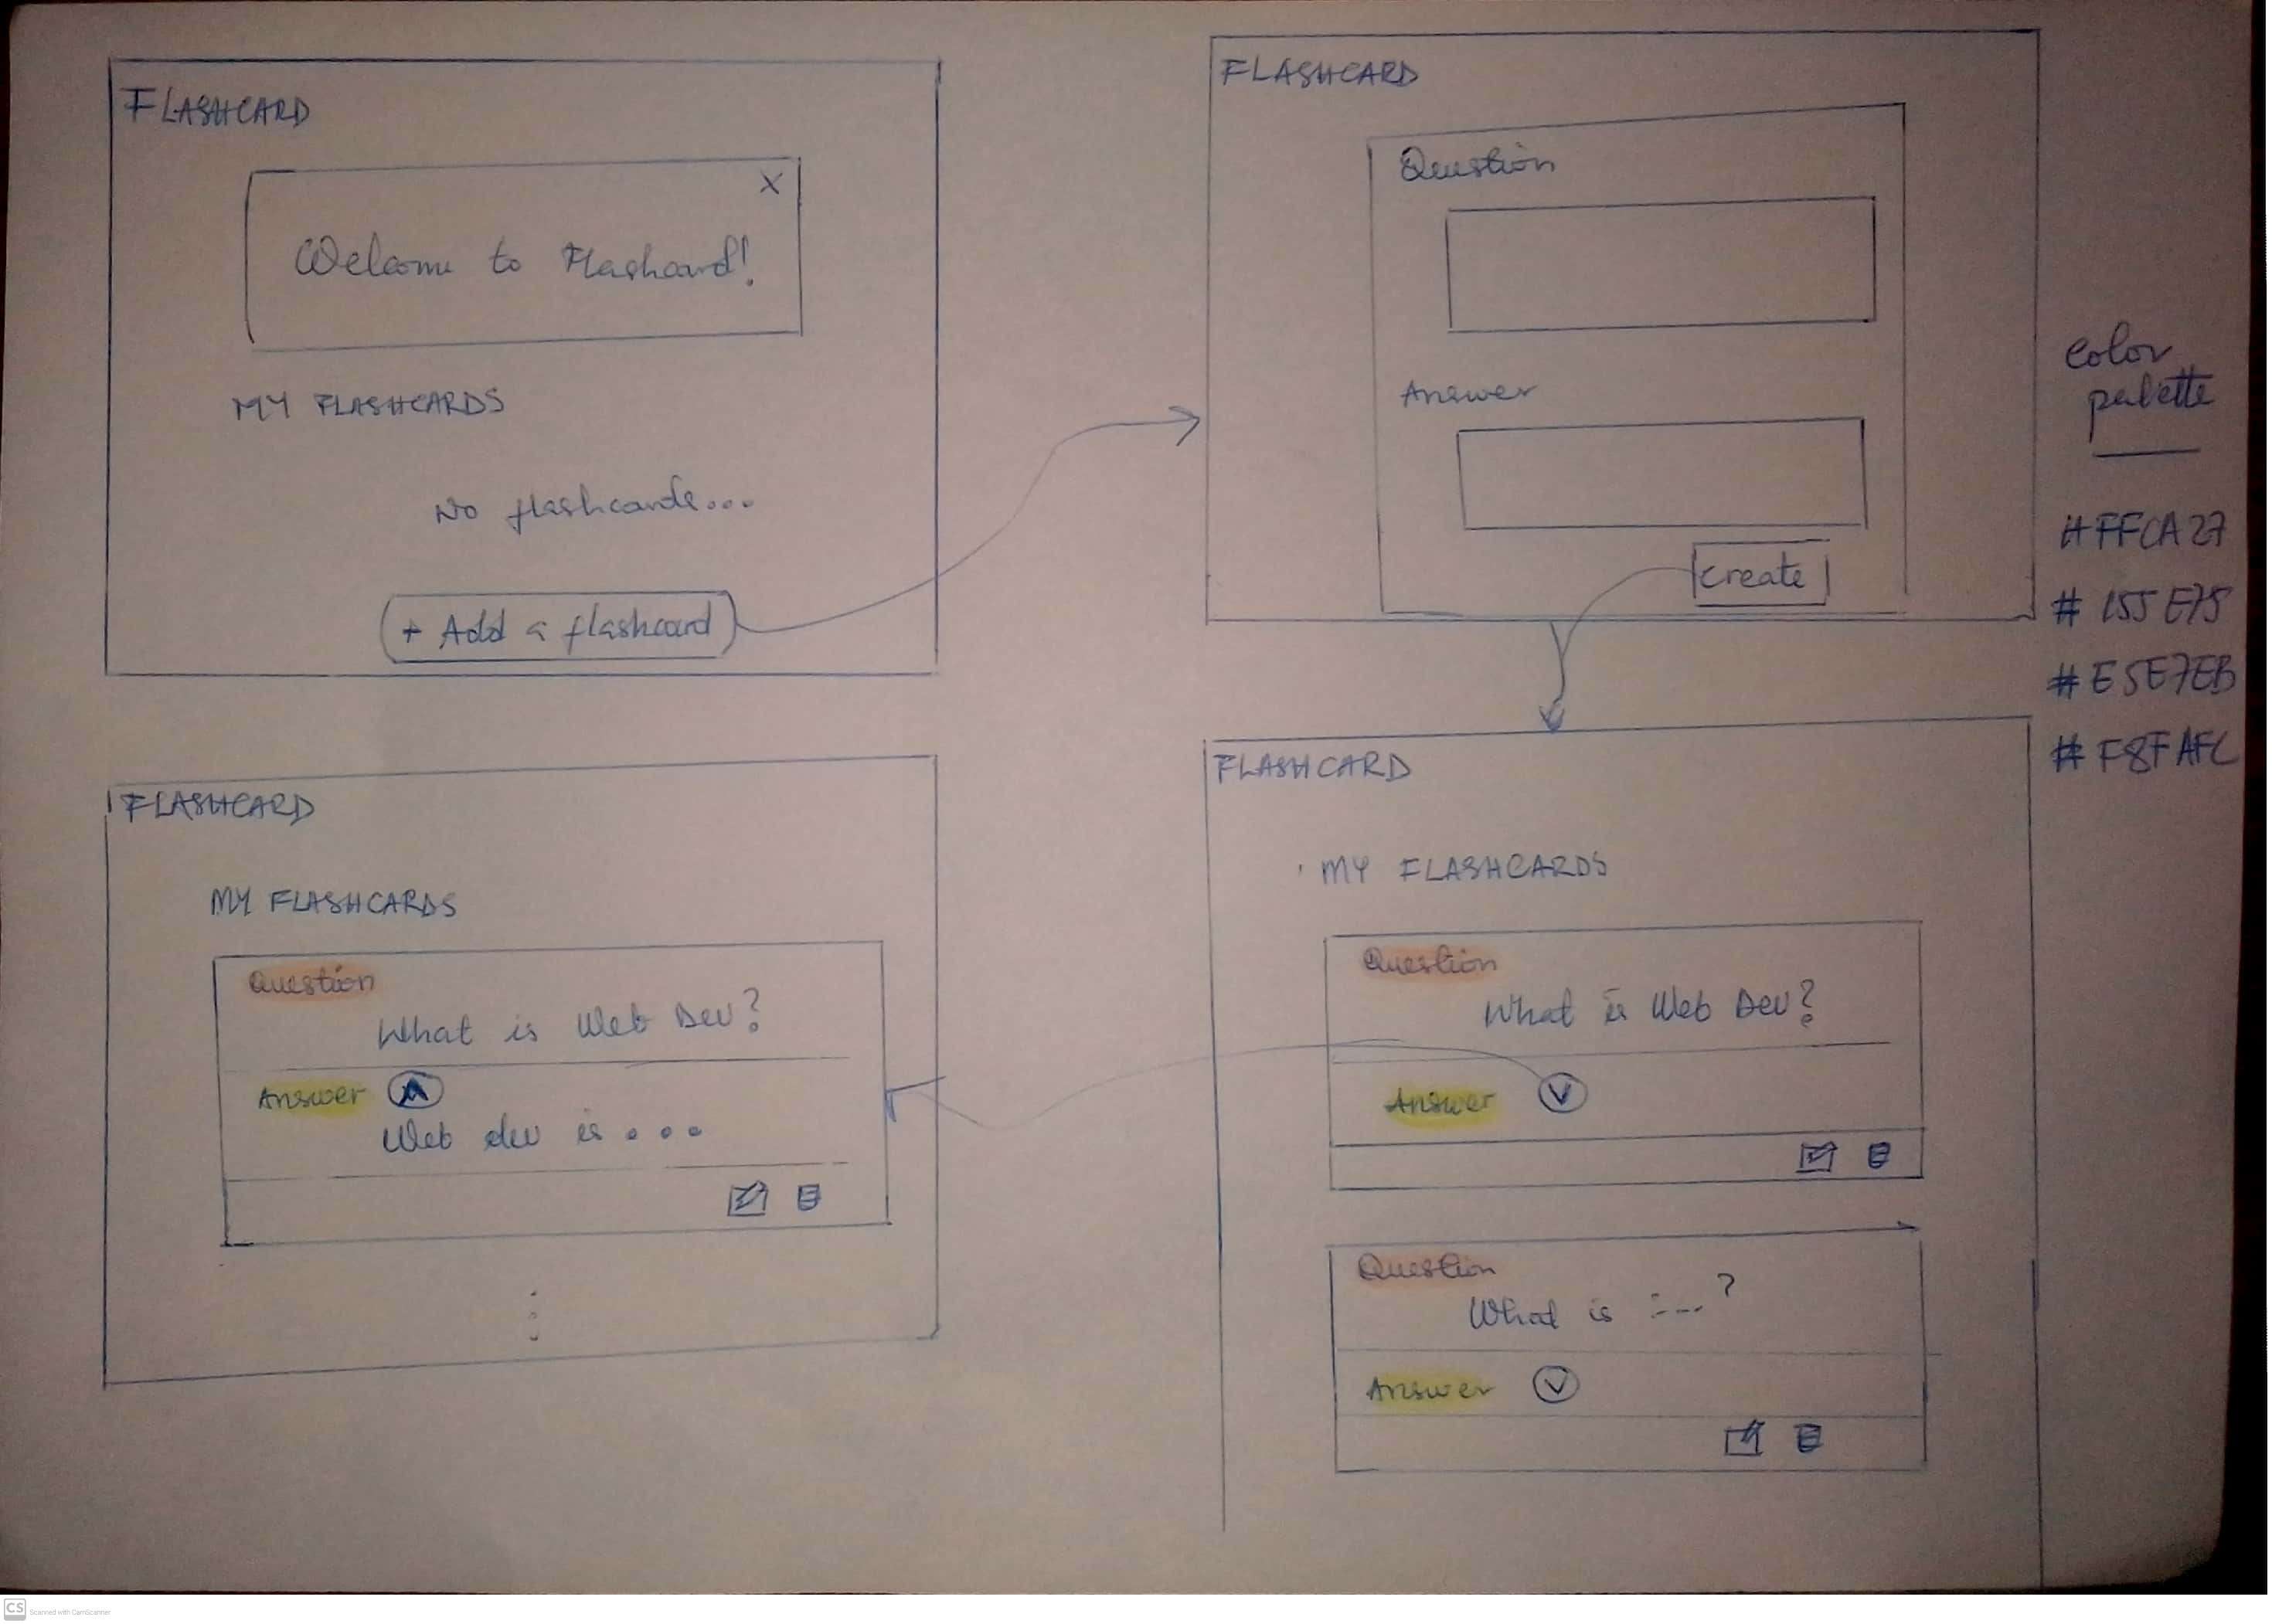 FLASHCARD
X
Welcome to Flashcard!
MY FLASHCARDS
No flashcards...
+ Add a flashcard
FLASHCARD
Question
Answer
Create
color
palette
#FFCA27
#155E75
#E5E7EB
#F8FAFC
FLASHCARD
MY FLASHCARDS
Question
What is Web Dev?
Answer
Web dev is ...
FLASHCARD
MY FLASHCARDS
Question
What is Web Dev?
Answer
Question
What is ...?
Answer
CS Scanned with CamScanner